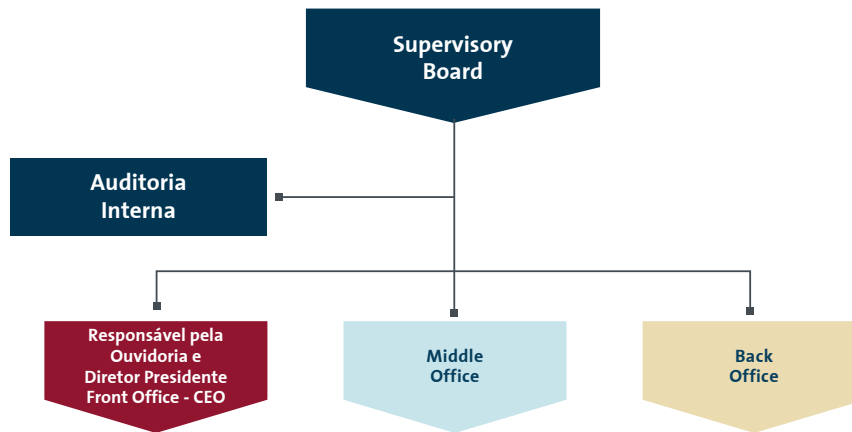 Supervisory
Board
Auditoria
Interna
Responsável pela
Ouvidoria e
Diretor Presidente
Front Office - CEO
Middle
Office
Back
Office